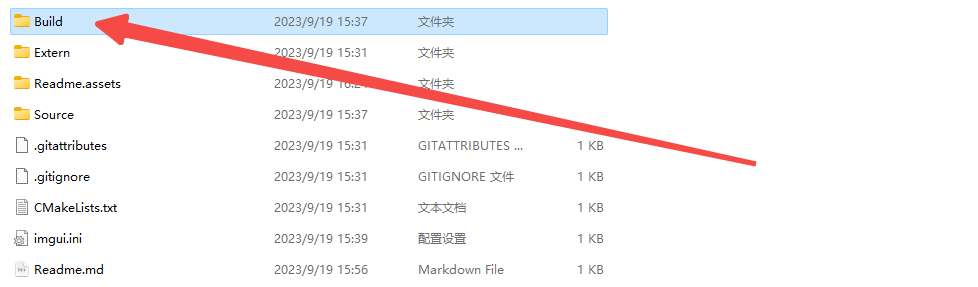 Build 2023/9/19 15:37 文件夹
Extern 2023/9/19 15:31 文件夹
Readme.assets 2023/9/19 文件夹
Source 2023/9/19 15:37 文件夹
.gitattributes 2023/9/19 15:31 GITATTRIBUTES ... 1 KB
.gitignore 2023/9/19 15:31 GITIGNORE 文件 1 KB
CMakeLists.txt 2023/9/19 15:31 文本文档 1 KB
imgui.ini 2023/9/19 15:39 配置设置 1 KB
Readme.md 2023/9/19 15:56 Markdown File 1 KB